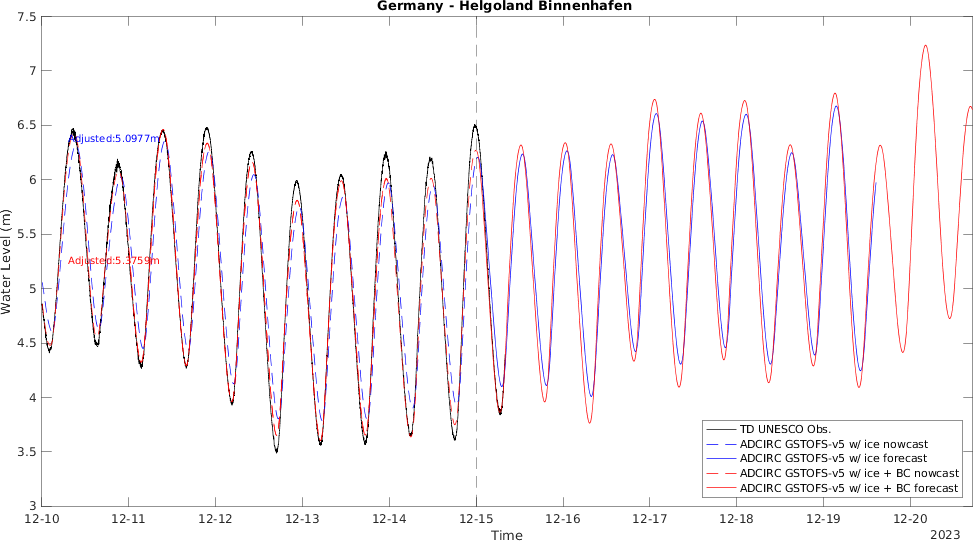 Germany - Helgoland Binnenhafen
7.5
7
6.5
6
5.5
5
4.5
4
3.5
3
Water Level (m)
Adjusted:5.0977m
Adjusted:5.3759m
TD UNESCO Obs.
ADCIRC GSTOFS-v5 w/ ice nowcast
ADCIRC GSTOFS-v5 w/ ice forecast
ADCIRC GSTOFS-v5 w/ ice + BC nowcast
ADCIRC GSTOFS-v5 w/ ice + BC forecast
12-10 12-11 12-12 12-13 12-14 12-15 12-16 12-17 12-18 12-19 12-20
Time
2023